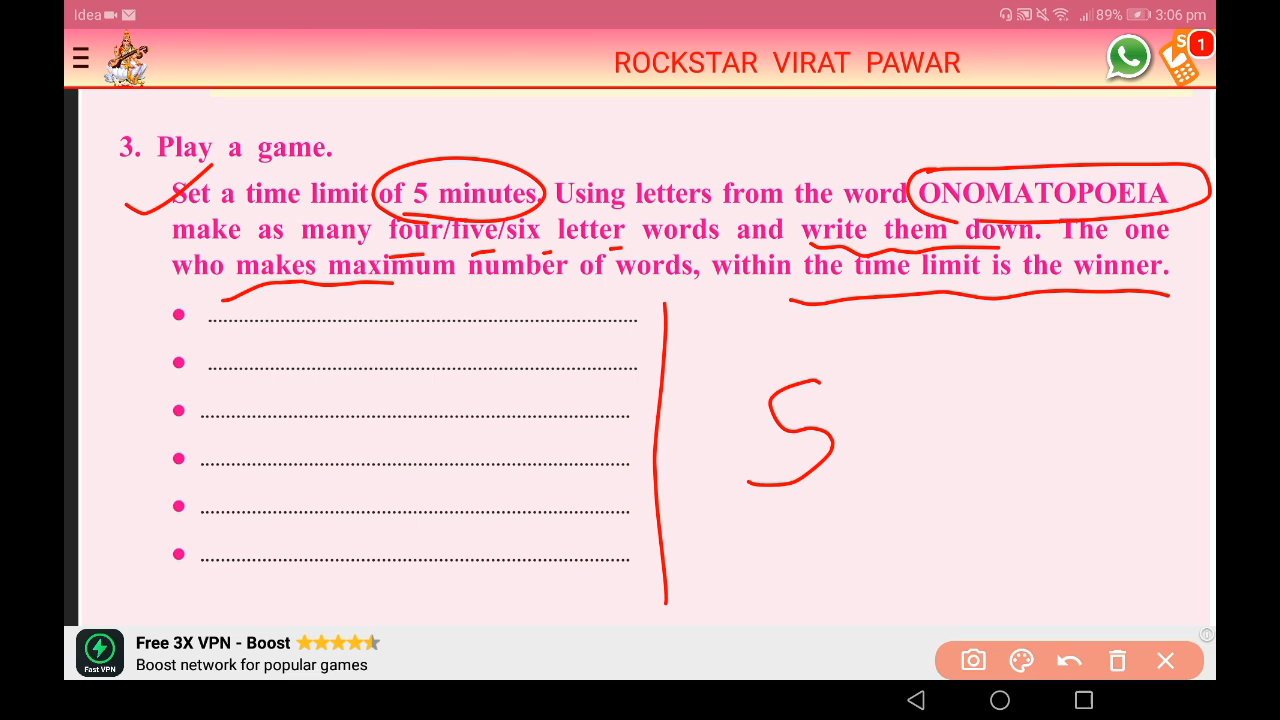 Idea 89% 3:06 pm
ROCKSTAR VIRAT PAWAR
S 1
3. Play a game.
Set a time limit of 5 minutes. Using letters from the word ONOMATOPOEIA
make as many four/five/six letter words and write them down. The one
who makes maximum number of words, within the time limit is the winner.
5
Free 3X VPN - Boost
Boost network for popular games
Fast VPN